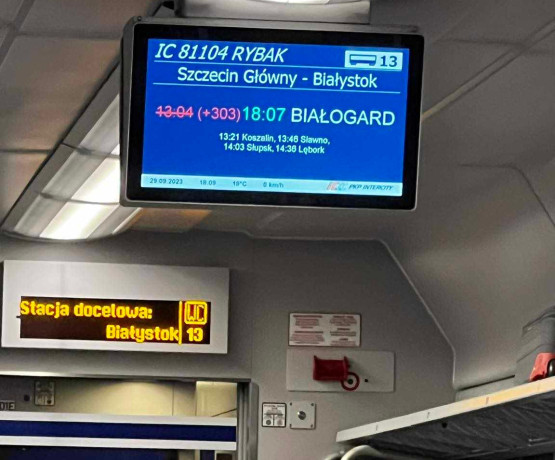 IC 81104 RYBAK
13
Szczecin Główny - Białystok
13:04 (+303) 18:07 BIAŁOGARD
13:21 Koszalin, 13:46 Sławno,
14:03 Słupsk, 14:36 Lębork
29.09.2023 18:09 19°C 0 km/h PKP INTERCITY
Stacja docelowa: WC
Białystok 13